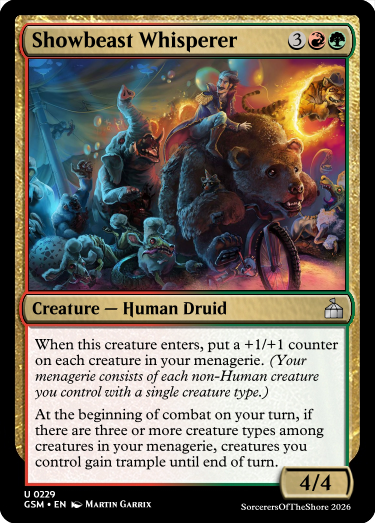 Showbeast Whisperer 3
Creature — Human Druid
When this creature enters, put a +1/+1 counter
on each creature in your menagerie. (Your
menagerie consists of each non-Human creature
you control with a single creature type.)
At the beginning of combat on your turn, if
there are three or more creature types among
creatures in your menagerie, creatures you
control gain trample until end of turn.
4/4
U 0229
GSM • EN Martin Garrix
SorcerersOfTheShore 2026